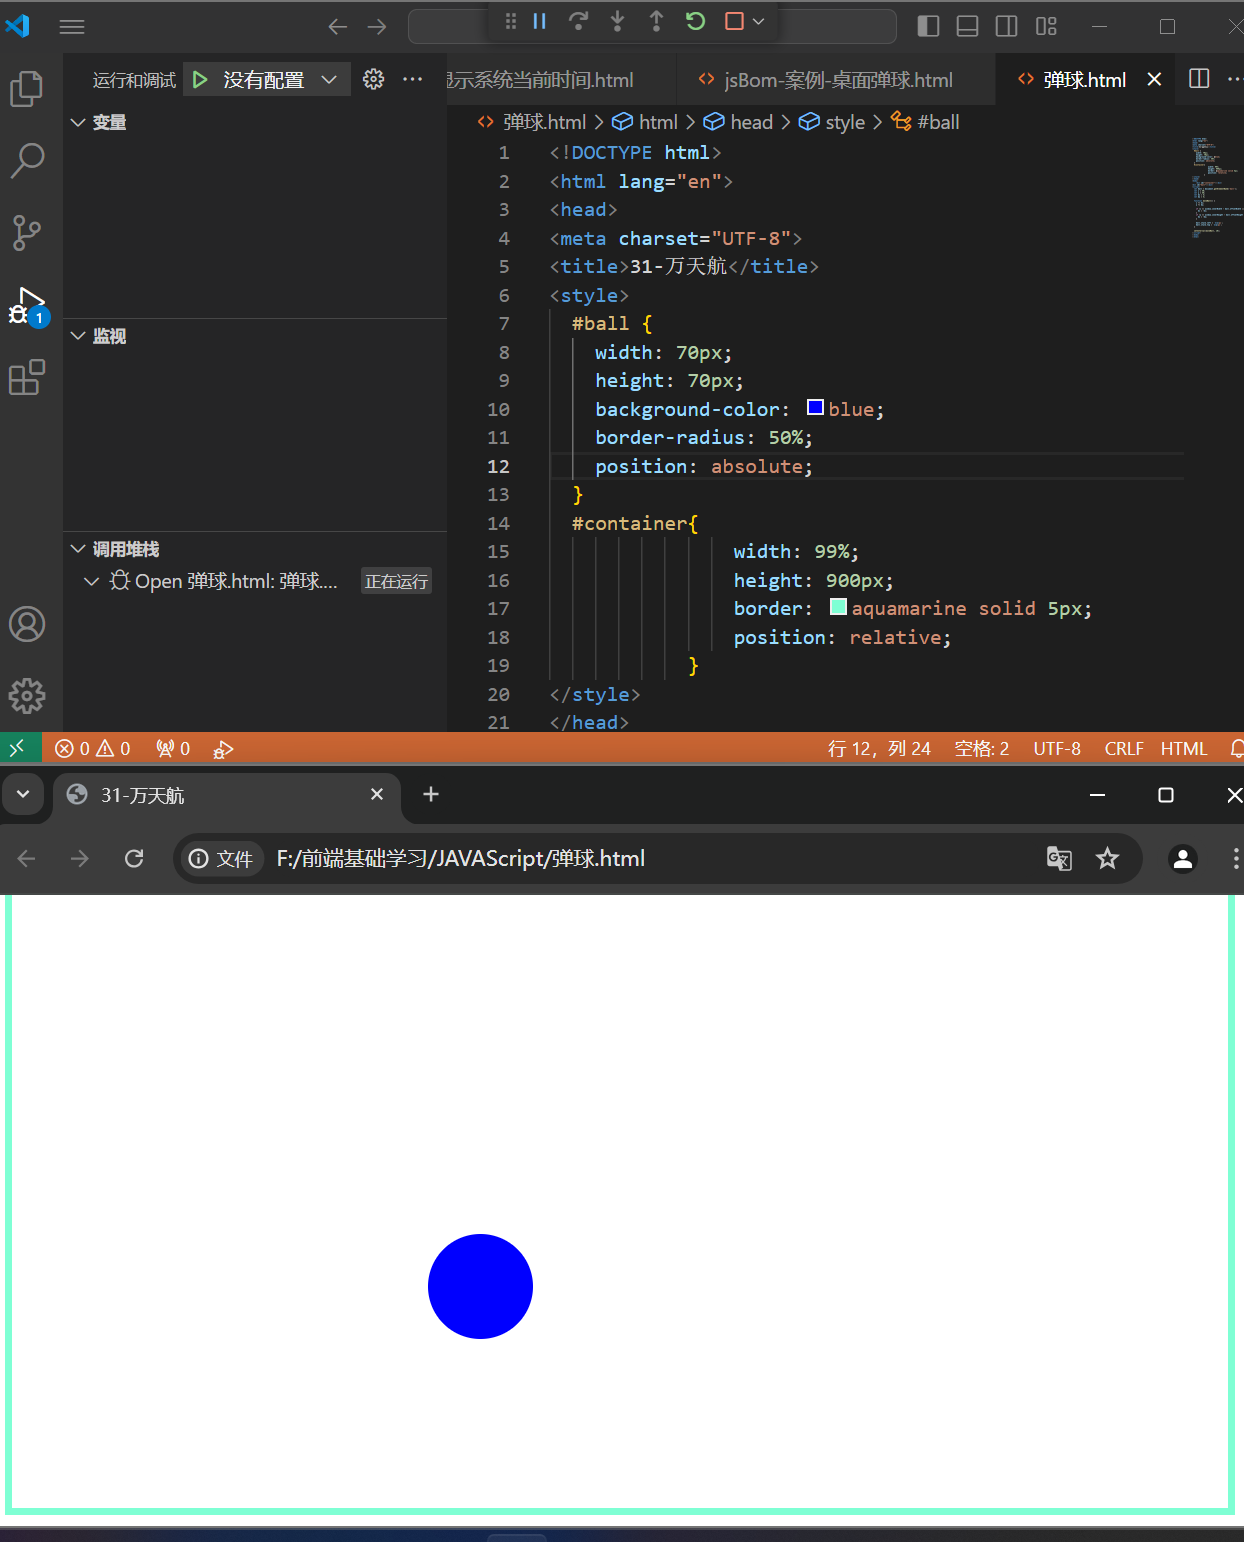 运行和调试 没有配置
显示系统当前时间.html
jsBom-案例-桌面弹球.html
弹球.html
变量
弹球.html > html > head > style > #ball
1 <!DOCTYPE html>
2 <html lang="en">
3 <head>
4 <meta charset="UTF-8">
5 <title>31-万天航</title>
6 <style>
7 #ball {
8 width: 70px;
9 height: 70px;
10 background-color: blue;
11 border-radius: 50%;
12 position: absolute;
13 }
14 #container{
15 width: 99%;
16 height: 900px;
17 border: aquamarine solid 5px;
18 position: relative;
19 }
20 </style>
21 </head>
1
监视
调用堆栈
Open 弹球.html: 弹球.... 正在运行
0 0 0
行 12，列 24 空格: 2 UTF-8 CRLF HTML
31-万天航
文件 F:/前端基础学习/JAVAScript/弹球.html